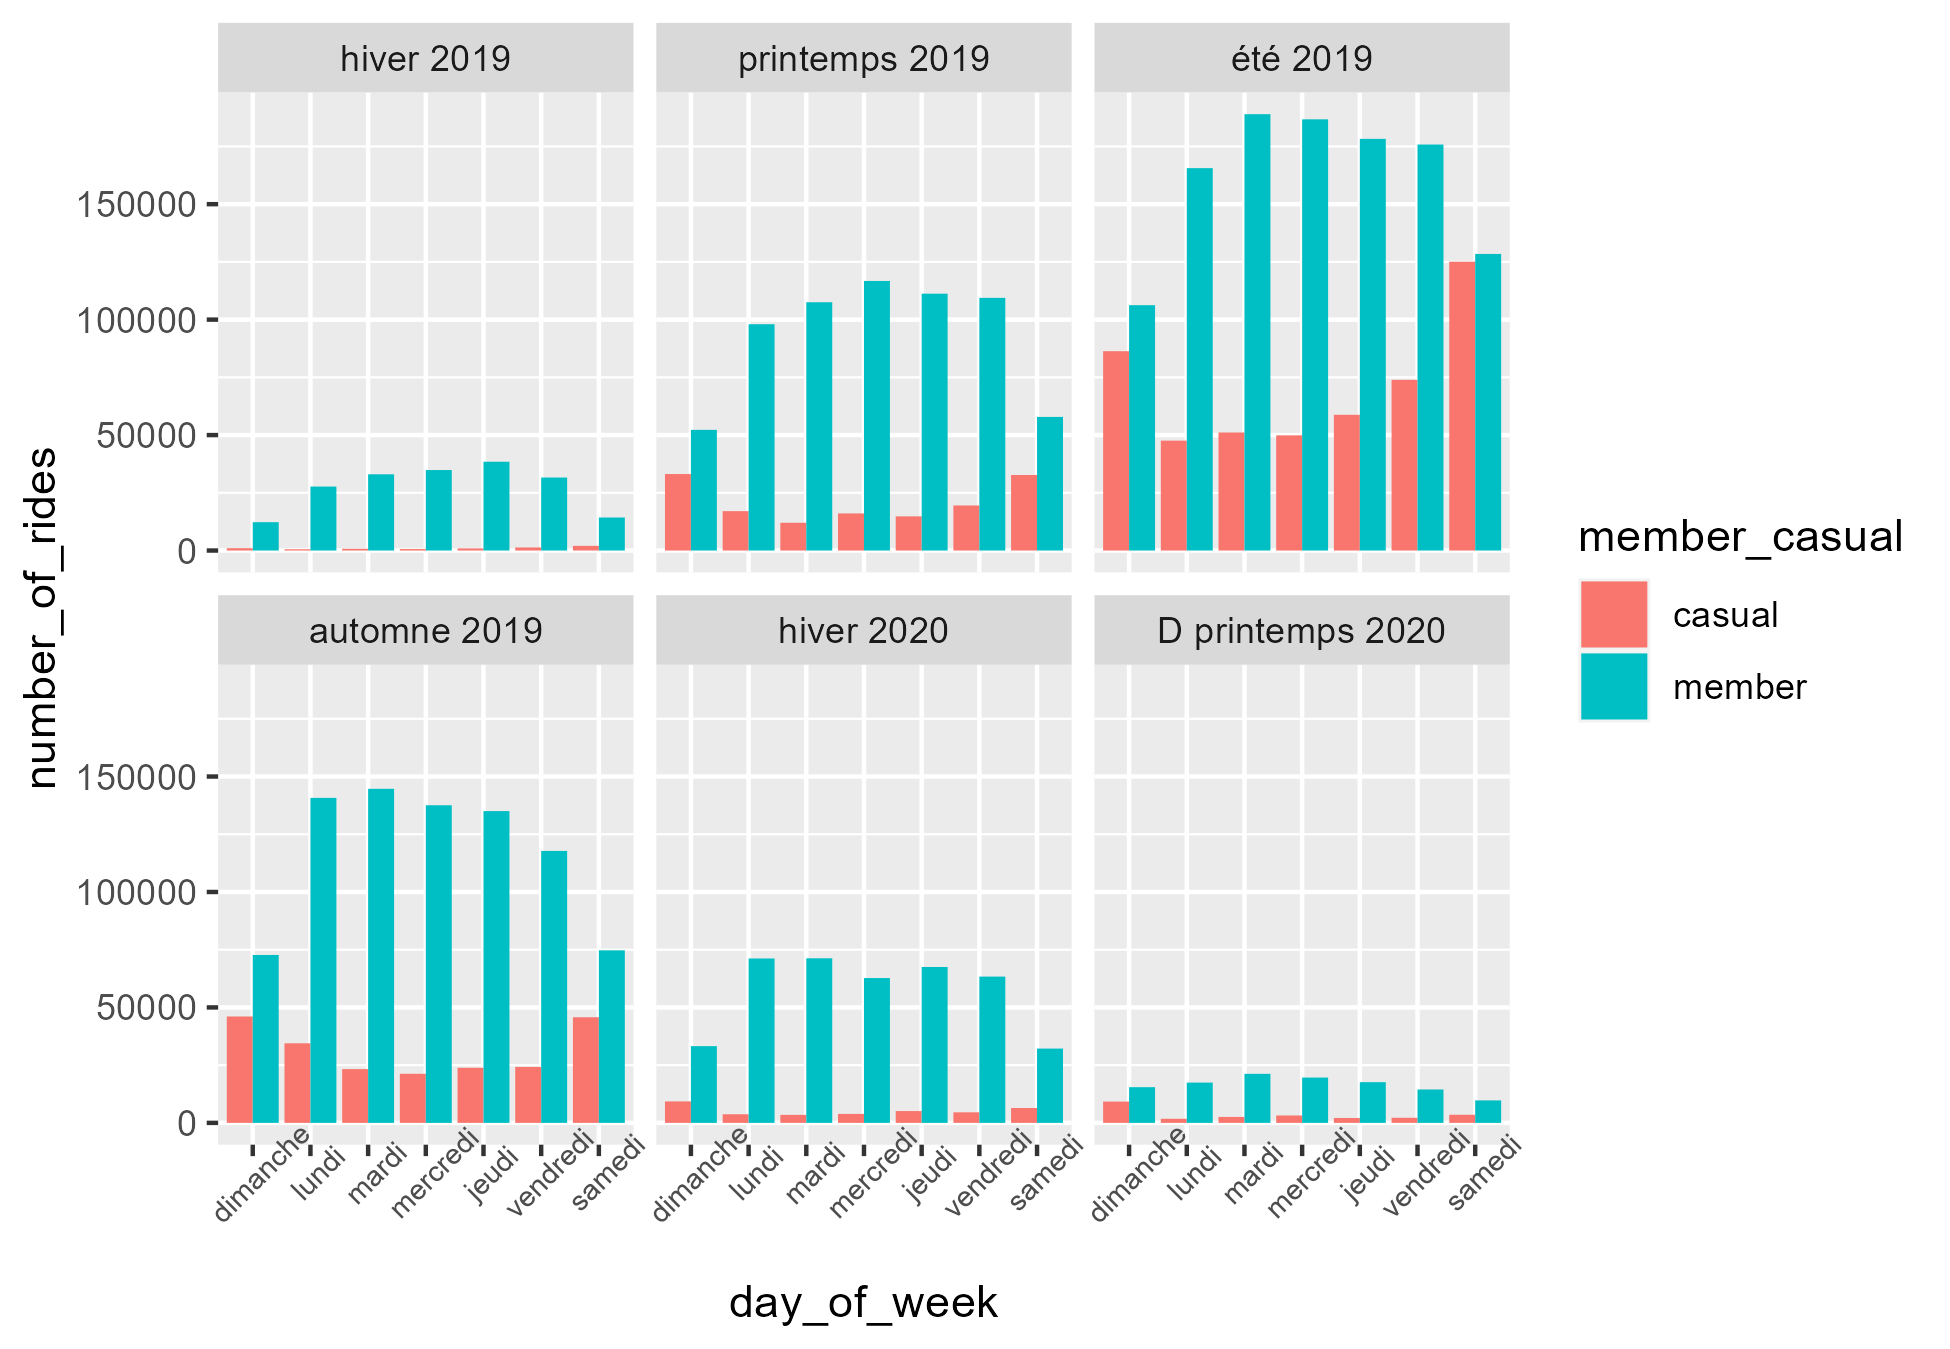 hiver 2019
printemps 2019
été 2019
150000
100000
50000
0
automne 2019
hiver 2020
D printemps 2020
150000
100000
50000
0
dimanche lundi mardi mercredi jeudi vendredi samedi
dimanche lundi mardi mercredi jeudi vendredi samedi
dimanche lundi mardi mercredi jeudi vendredi samedi
number_of_rides
day_of_week
member_casual
casual
member